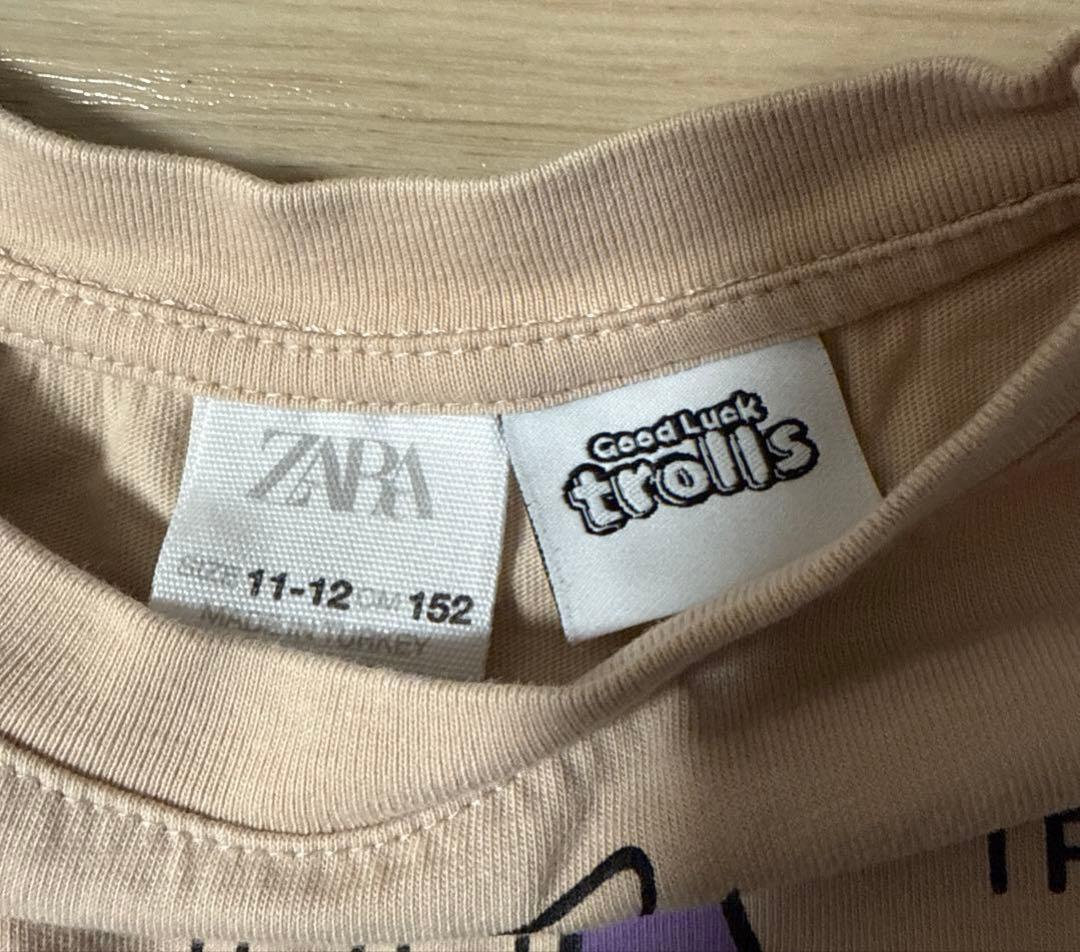 ZARA
SIZE 11-12 CM 152
MADE IN TURKEY
Good Luck
trolls